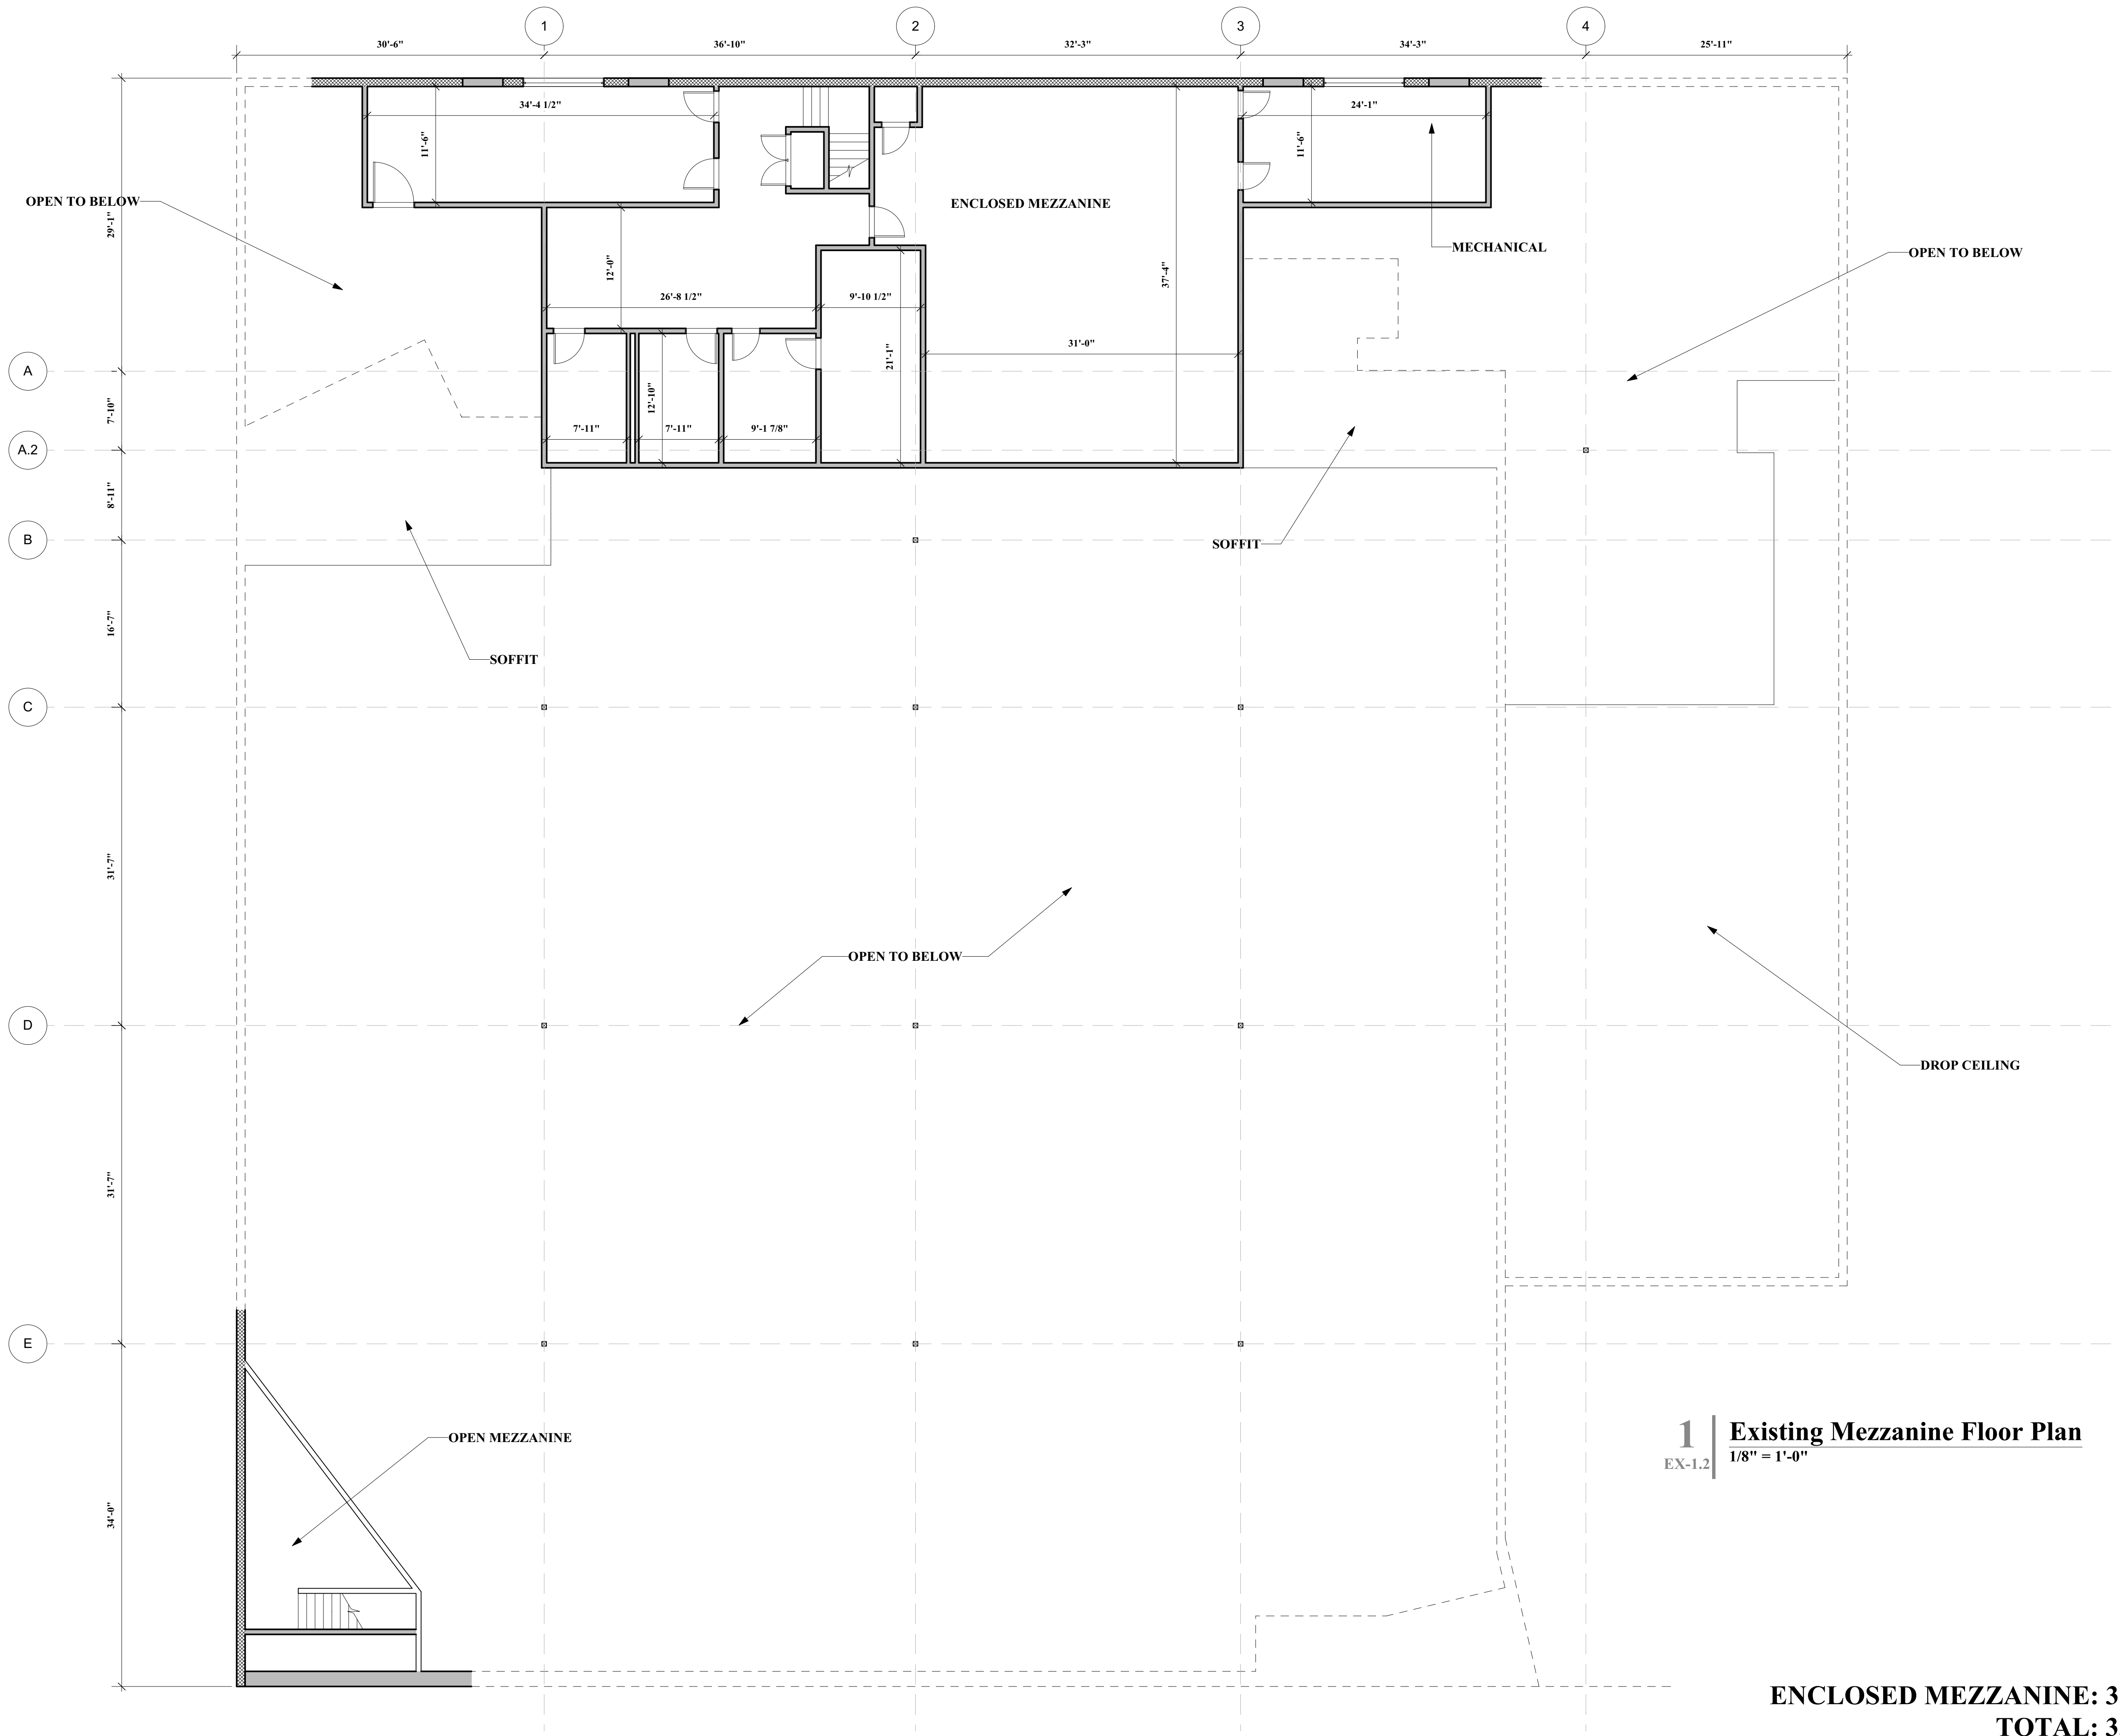 1
2
3
4
30'-6"
36'-10"
32'-3"
34'-3"
25'-11"
34'-4 1/2"
24'-1"
11'-6"
11'-6"
OPEN TO BELOW
29'-1"
ENCLOSED MEZZANINE
MECHANICAL
OPEN TO BELOW
12'-0"
37'-4"
26'-8 1/2"
9'-10 1/2"
31'-0"
21'-1"
A
7'-10"
12'-10"
7'-11"
7'-11"
9'-1 7/8"
A.2
8'-11"
B
SOFFIT
16'-7"
SOFFIT
C
31'-7"
OPEN TO BELOW
D
DROP CEILING
31'-7"
E
OPEN MEZZANINE
1
EX-1.2
Existing Mezzanine Floor Plan
1/8" = 1'-0"
34'-0"
ENCLOSED MEZZANINE: 3
TOTAL: 3